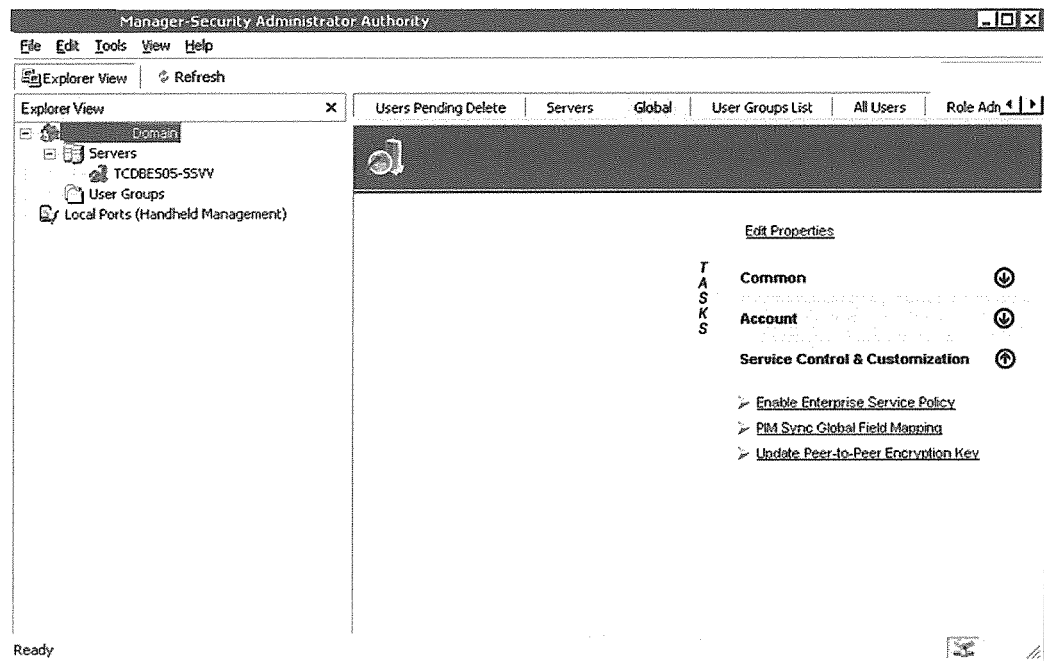 Manager-Security Administrator Authority
File Edit Tools View Help
Explorer View Refresh
Explorer View
Users Pending Delete Servers Global User Groups List All Users Role Adn
Domain
Servers
TCDBES05-SSVV
User Groups
Local Ports (Handheld Management)
Edit Properties
TASKS
Common
Account
Service Control & Customization
Enable Enterprise Service Policy
PIM Sync Global Field Mapping
Update Peer-to-Peer Encryption Key
Ready